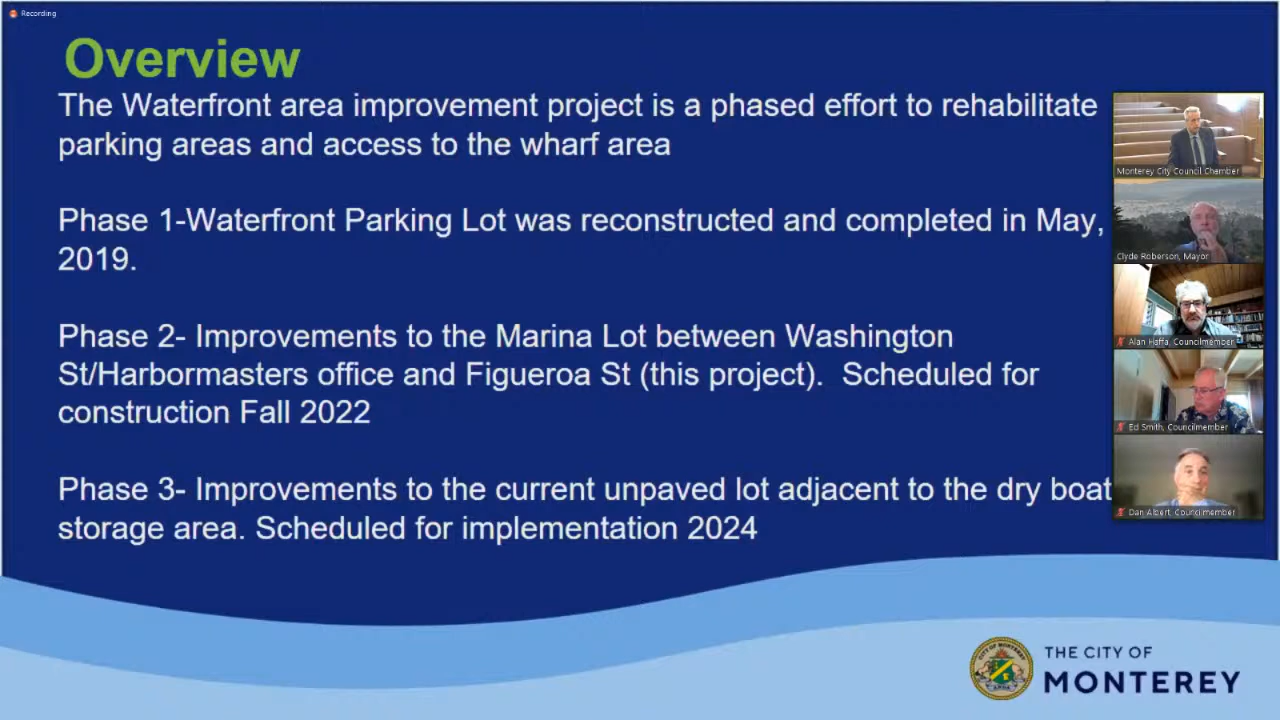 Recording
Overview
The Waterfront area improvement project is a phased effort to rehabilitate
parking areas and access to the wharf area
Phase 1-Waterfront Parking Lot was reconstructed and completed in May,
2019.
Phase 2- Improvements to the Marina Lot between Washington
St/Harbormasters office and Figueroa St (this project).  Scheduled for
construction Fall 2022
Phase 3- Improvements to the current unpaved lot adjacent to the dry boat
storage area. Scheduled for implementation 2024
Monterey City Council Chamber
Clyde Roberson, Mayor
Alan Haffa, Councilmember
Ed Smith, Councilmember
Dan Albert, Councilmember
THE CITY OF
MONTEREY